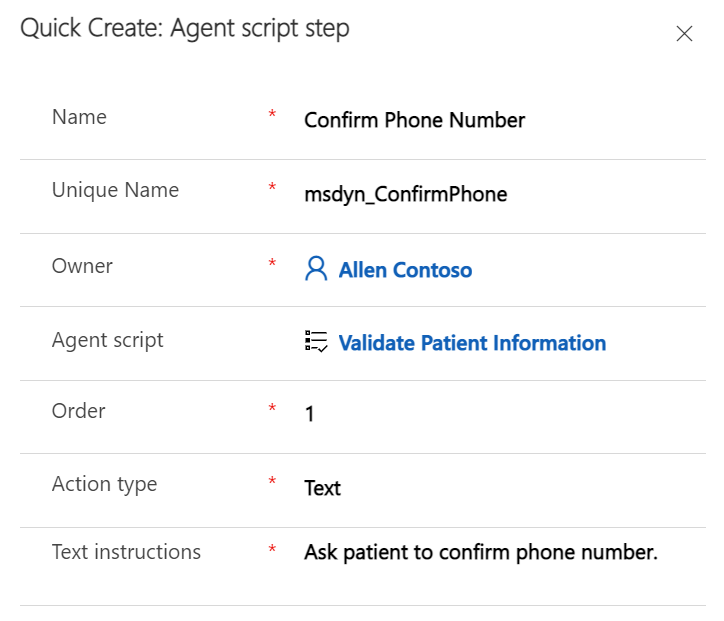 Quick Create: Agent script step
Name * Confirm Phone Number
Unique Name * msdyn_ConfirmPhone
Owner * Allen Contoso
Agent script Validate Patient Information
Order * 1
Action type * Text
Text instructions * Ask patient to confirm phone number.